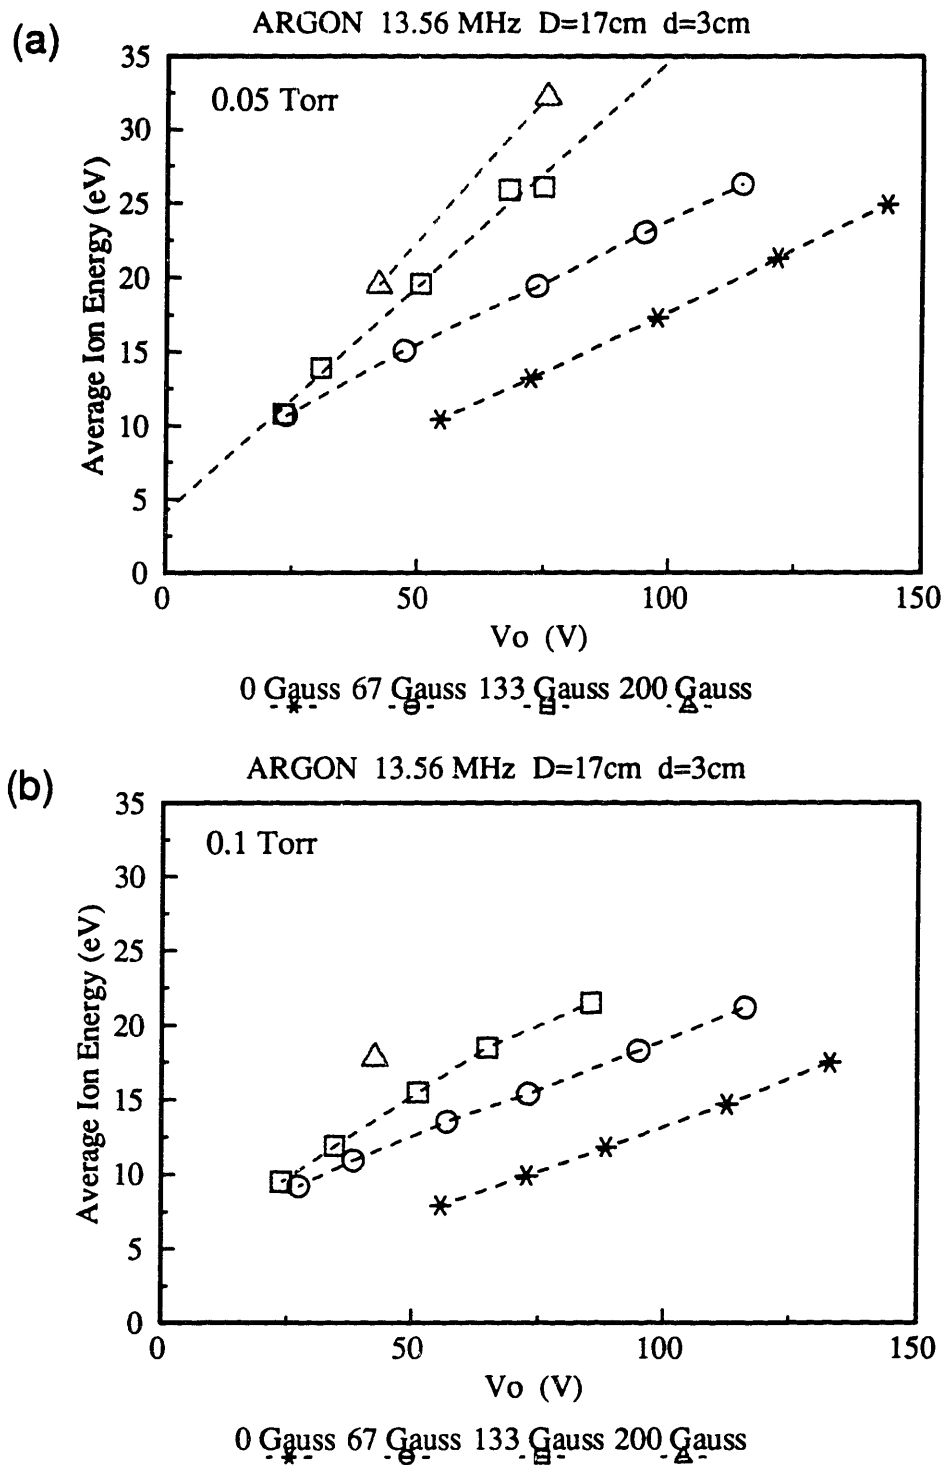 (a)
ARGON 13.56 MHz D=17cm d=3cm
0.05 Torr
35
30
25
20
15
10
5
0
Average Ion Energy (eV)
0 50 100 150
Vo (V)
0 Gauss 67 Gauss 133 Gauss 200 Gauss
(b)
ARGON 13.56 MHz D=17cm d=3cm
0.1 Torr
35
30
25
20
15
10
5
0
Average Ion Energy (eV)
0 50 100 150
Vo (V)
0 Gauss 67 Gauss 133 Gauss 200 Gauss